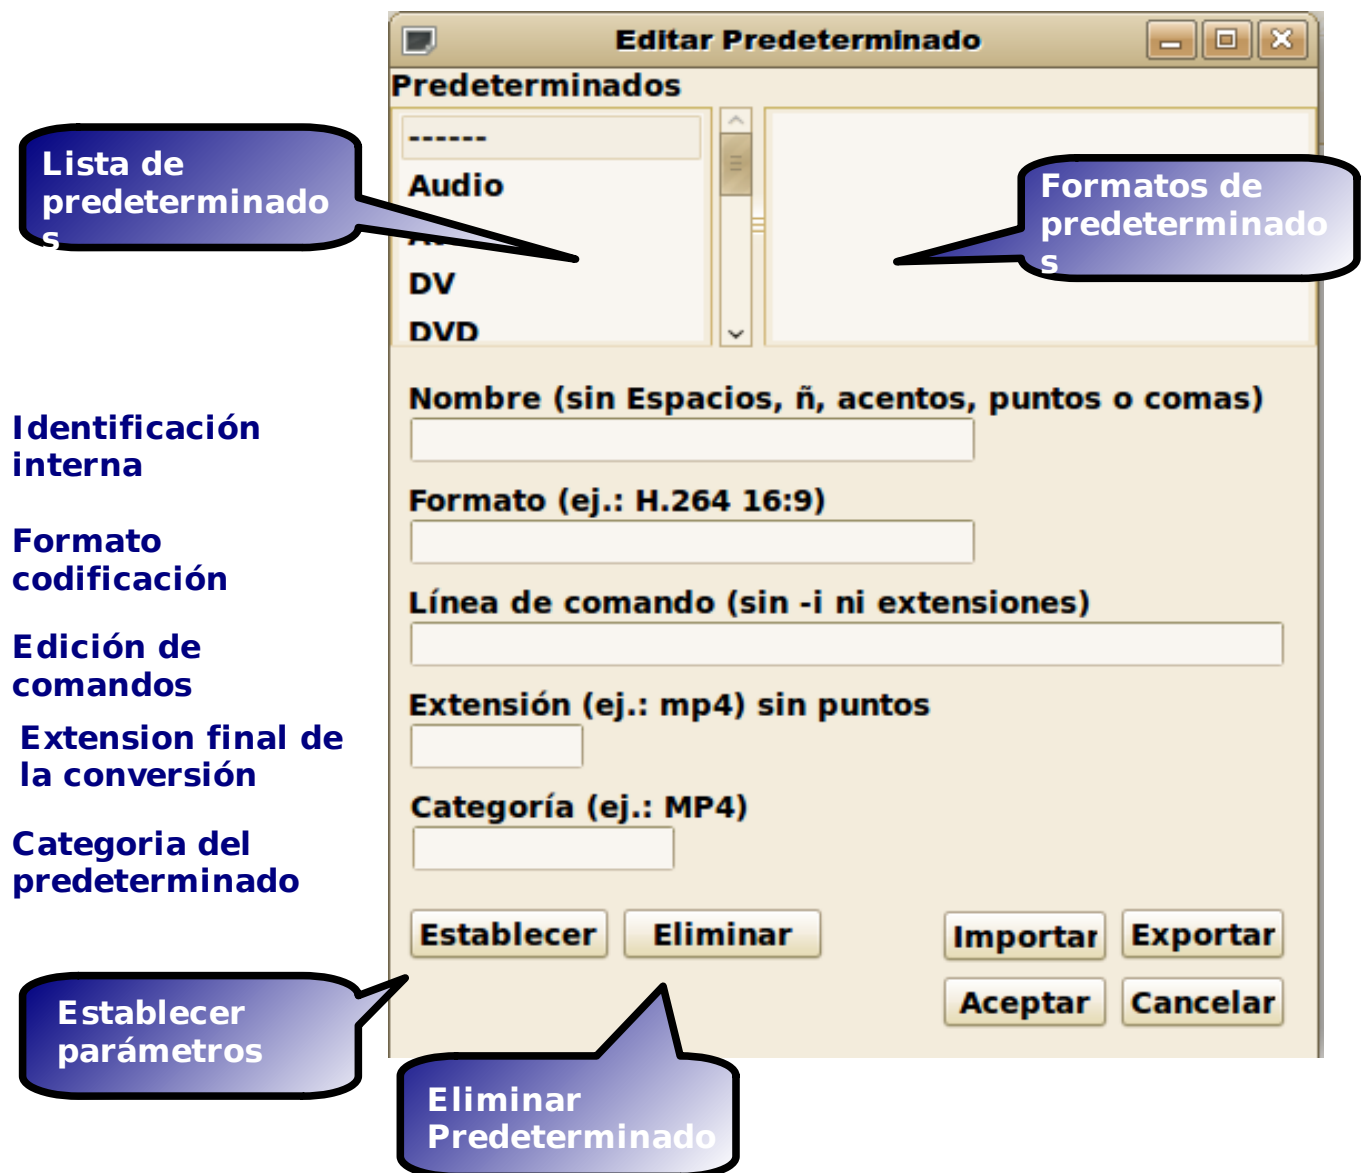 Editar Predeterminado
Predeterminados
------
Audio
DV
DVD
Lista de
predeterminado
s
Formatos de
predeterminado
s
Nombre (sin Espacios, ñ, acentos, puntos o comas)
Identificación
interna
Formato (ej.: H.264 16:9)
Formato
codificación
Línea de comando (sin -i ni extensiones)
Edición de
comandos
Extensión (ej.: mp4) sin puntos
Extension final de
la conversión
Categoría (ej.: MP4)
Categoria del
predeterminado
Establecer
Eliminar
Importar
Exportar
Aceptar
Cancelar
Establecer
parámetros
Eliminar
Predeterminado